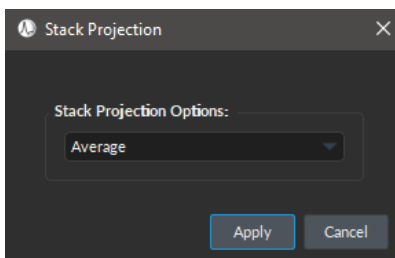 Stack Projection
Stack Projection Options:
Average
Apply
Cancel